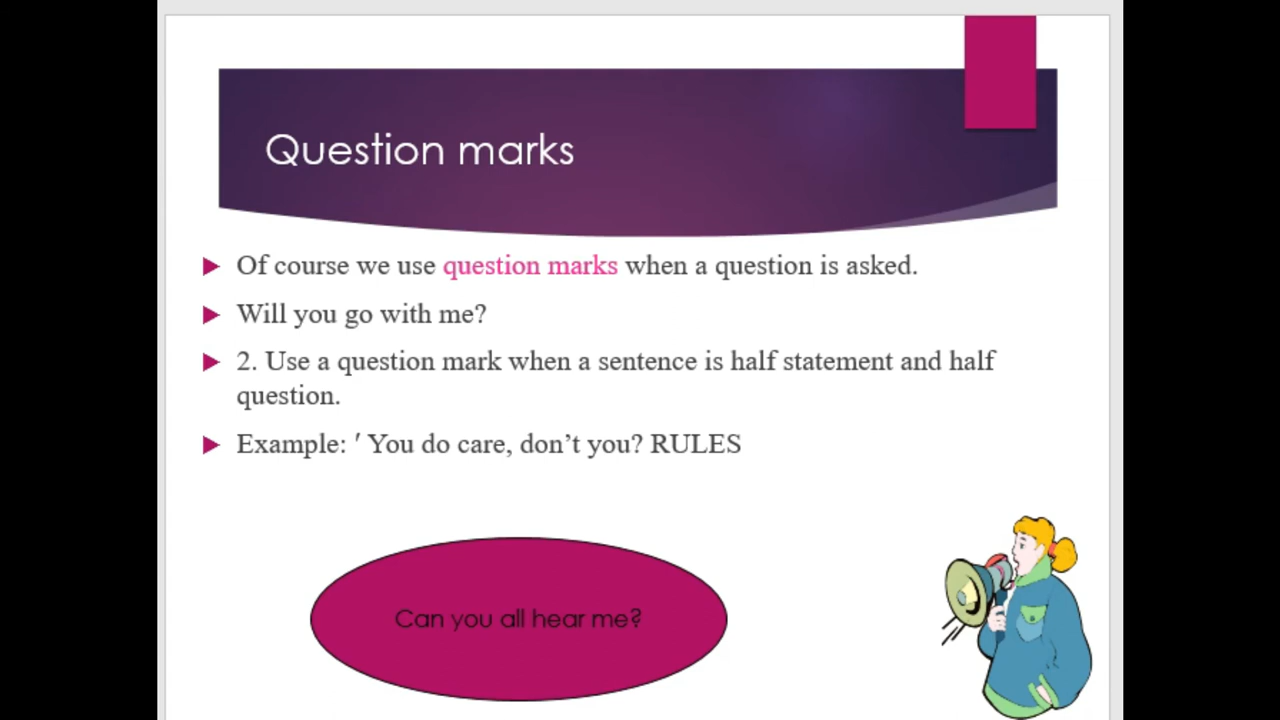 Question marks
Of course we use question marks when a question is asked.
Will you go with me?
2. Use a question mark when a sentence is half statement and half
question.
Example: ′ You do care, don’t you? RULES
Can you all hear me?